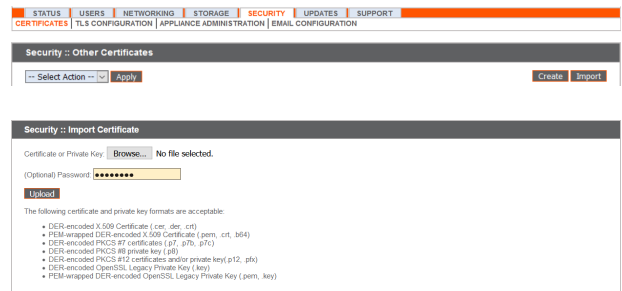 STATUS USERS NETWORKING STORAGE SECURITY UPDATES SUPPORT
CERTIFICATES TLS CONFIGURATION APPLIANCE ADMINISTRATION EMAIL CONFIGURATION
Security :: Other Certificates
-- Select Action -- Apply Create Import
Security :: Import Certificate
Certificate or Private Key: Browse... No file selected.
(Optional) Password: ●●●●●●●●
Upload
The following certificate and private key formats are acceptable:
• DER-encoded X.509 Certificate (.cer, .der, .crt)
• PEM-wrapped DER-encoded X.509 Certificate (.pem, .crt, .b64)
• DER-encoded PKCS #7 certificates (.p7, .p7b, .p7c)
• DER-encoded PKCS #8 private key (.p8)
• DER-encoded PKCS #12 certificates and/or private key(.p12, .pfx)
• DER-encoded OpenSSL Legacy Private Key (.key)
• PEM-wrapped DER-encoded OpenSSL Legacy Private Key (.pem, .key)